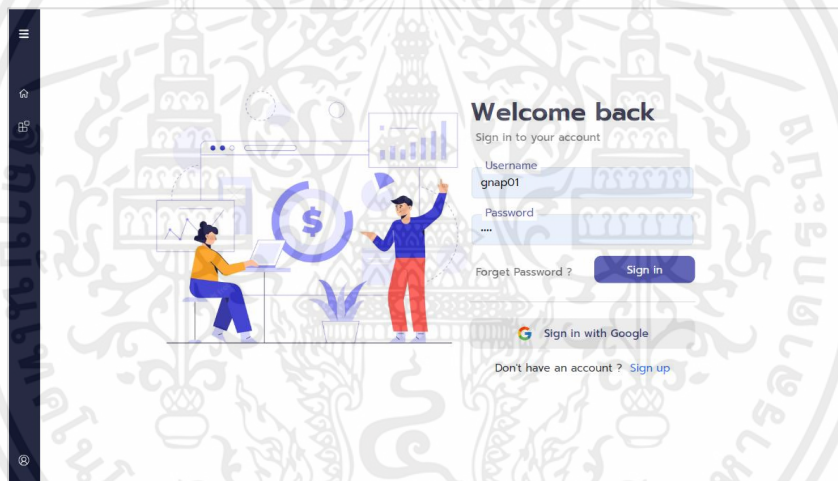 Welcome back
Sign in to your account
Username
gnap01
Password
....
Forget Password ?
Sign in
$
G Sign in with Google
Don't have an account ? Sign up